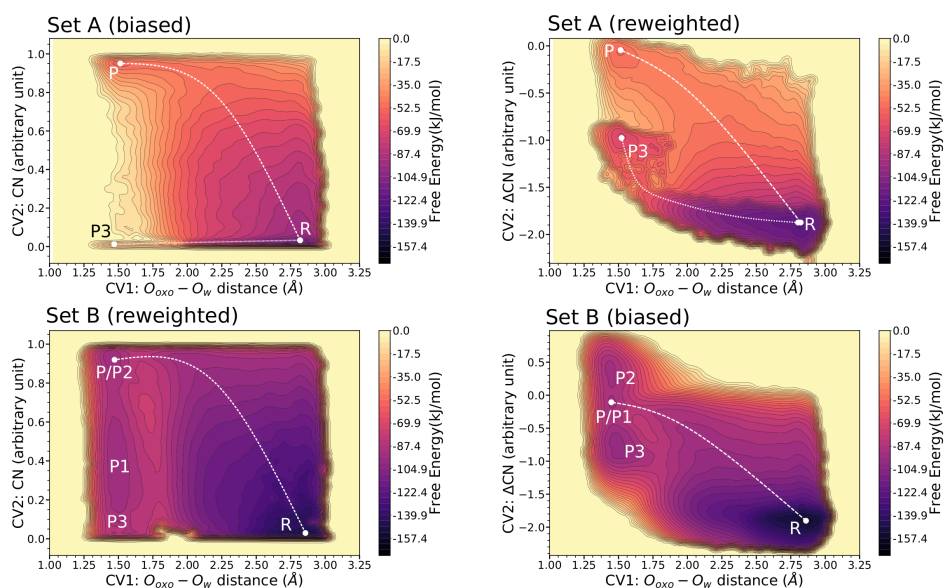 Set A (biased)
CV2: CN (arbitrary unit)
1.0
0.8
0.6
0.4
0.2
0.0
P
P3
R
1.00 1.25 1.50 1.75 2.00 2.25 2.50 2.75 3.00 3.25
CV1: Ooxo − Ow distance (Å)
0.0
-17.5
-35.0
-52.5
-69.9
-87.4
-104.9
-122.4
-139.9
-157.4
Free Energy(kJ/mol)
Set A (reweighted)
CV2: ΔCN (arbitrary unit)
0.0
−0.5
−1.0
−1.5
−2.0
P
P3
R
1.00 1.25 1.50 1.75 2.00 2.25 2.50 2.75 3.00 3.25
CV1: Ooxo − Ow distance (Å)
0.0
-17.5
-35.0
-52.5
-69.9
-87.4
-104.9
-122.4
-139.9
-157.4
Free Energy(kJ/mol)
Set B (reweighted)
CV2: CN (arbitrary unit)
1.0
0.8
0.6
0.4
0.2
0.0
P/P2
P1
P3
R
1.00 1.25 1.50 1.75 2.00 2.25 2.50 2.75 3.00 3.25
CV1: Ooxo − Ow distance (Å)
0.0
-17.5
-35.0
-52.5
-69.9
-87.4
-104.9
-122.4
-139.9
-157.4
Free Energy(kJ/mol)
Set B (biased)
CV2: ΔCN (arbitrary unit)
0.5
0.0
−0.5
−1.0
−1.5
−2.0
P2
P/P1
P3
R
1.00 1.25 1.50 1.75 2.00 2.25 2.50 2.75 3.00 3.25
CV1: Ooxo − Ow distance (Å)
0.0
-17.5
-35.0
-52.5
-69.9
-87.4
-104.9
-122.4
-139.9
-157.4
Free Energy(kJ/mol)